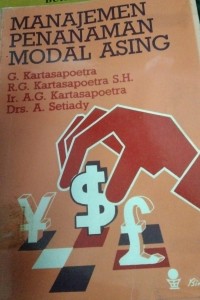 MANAJEMEN
PENANAMAN
MODAL ASING
G. Kartasapoetra
R.G. Kartasapoetra S.H.
Ir. A.G. Kartasapoetra
Drs. A. Setiady
¥
$
£